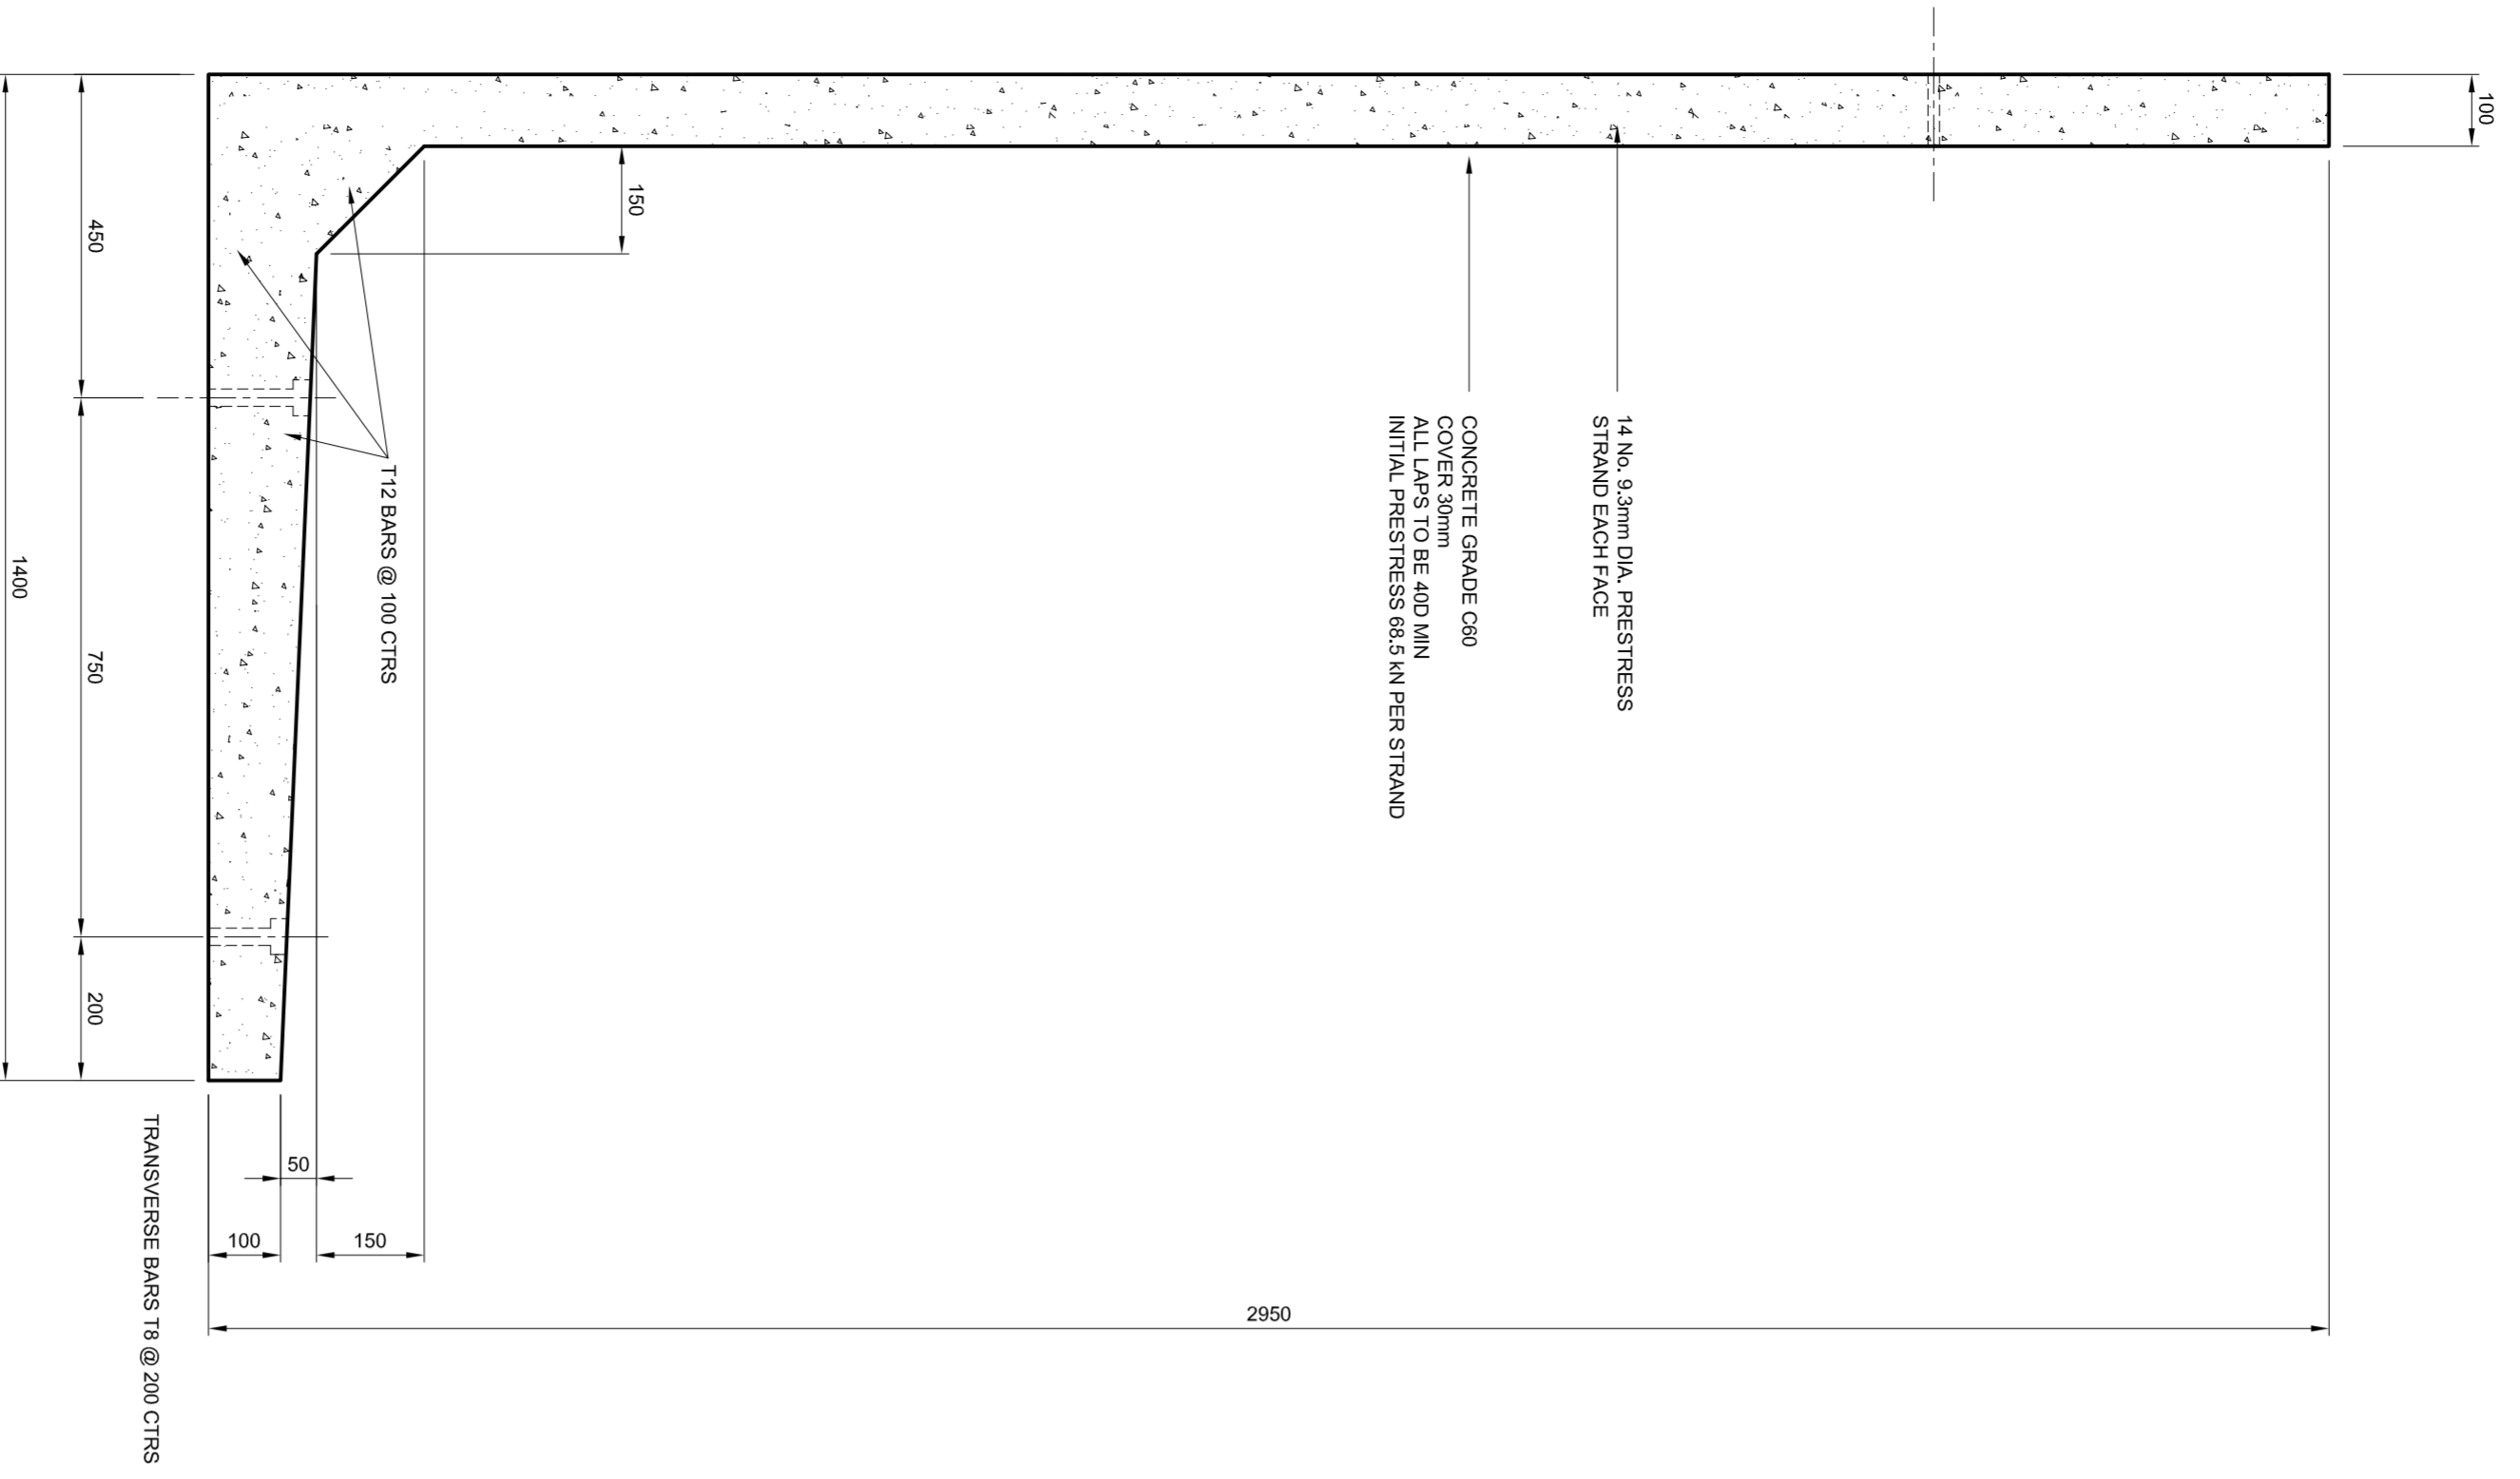 100
150
14 No. 9.3mm DIA. PRESTRESS
STRAND EACH FACE
CONCRETE GRADE C60
COVER 30mm
ALL LAPS TO BE 40D MIN
INITIAL PRESTRESS 68.5 kN PER STRAND
T12 BARS @ 100 CTRS
450
750
200
1400
50
100
150
2950
TRANSVERSE BARS T8 @ 200 CTRS